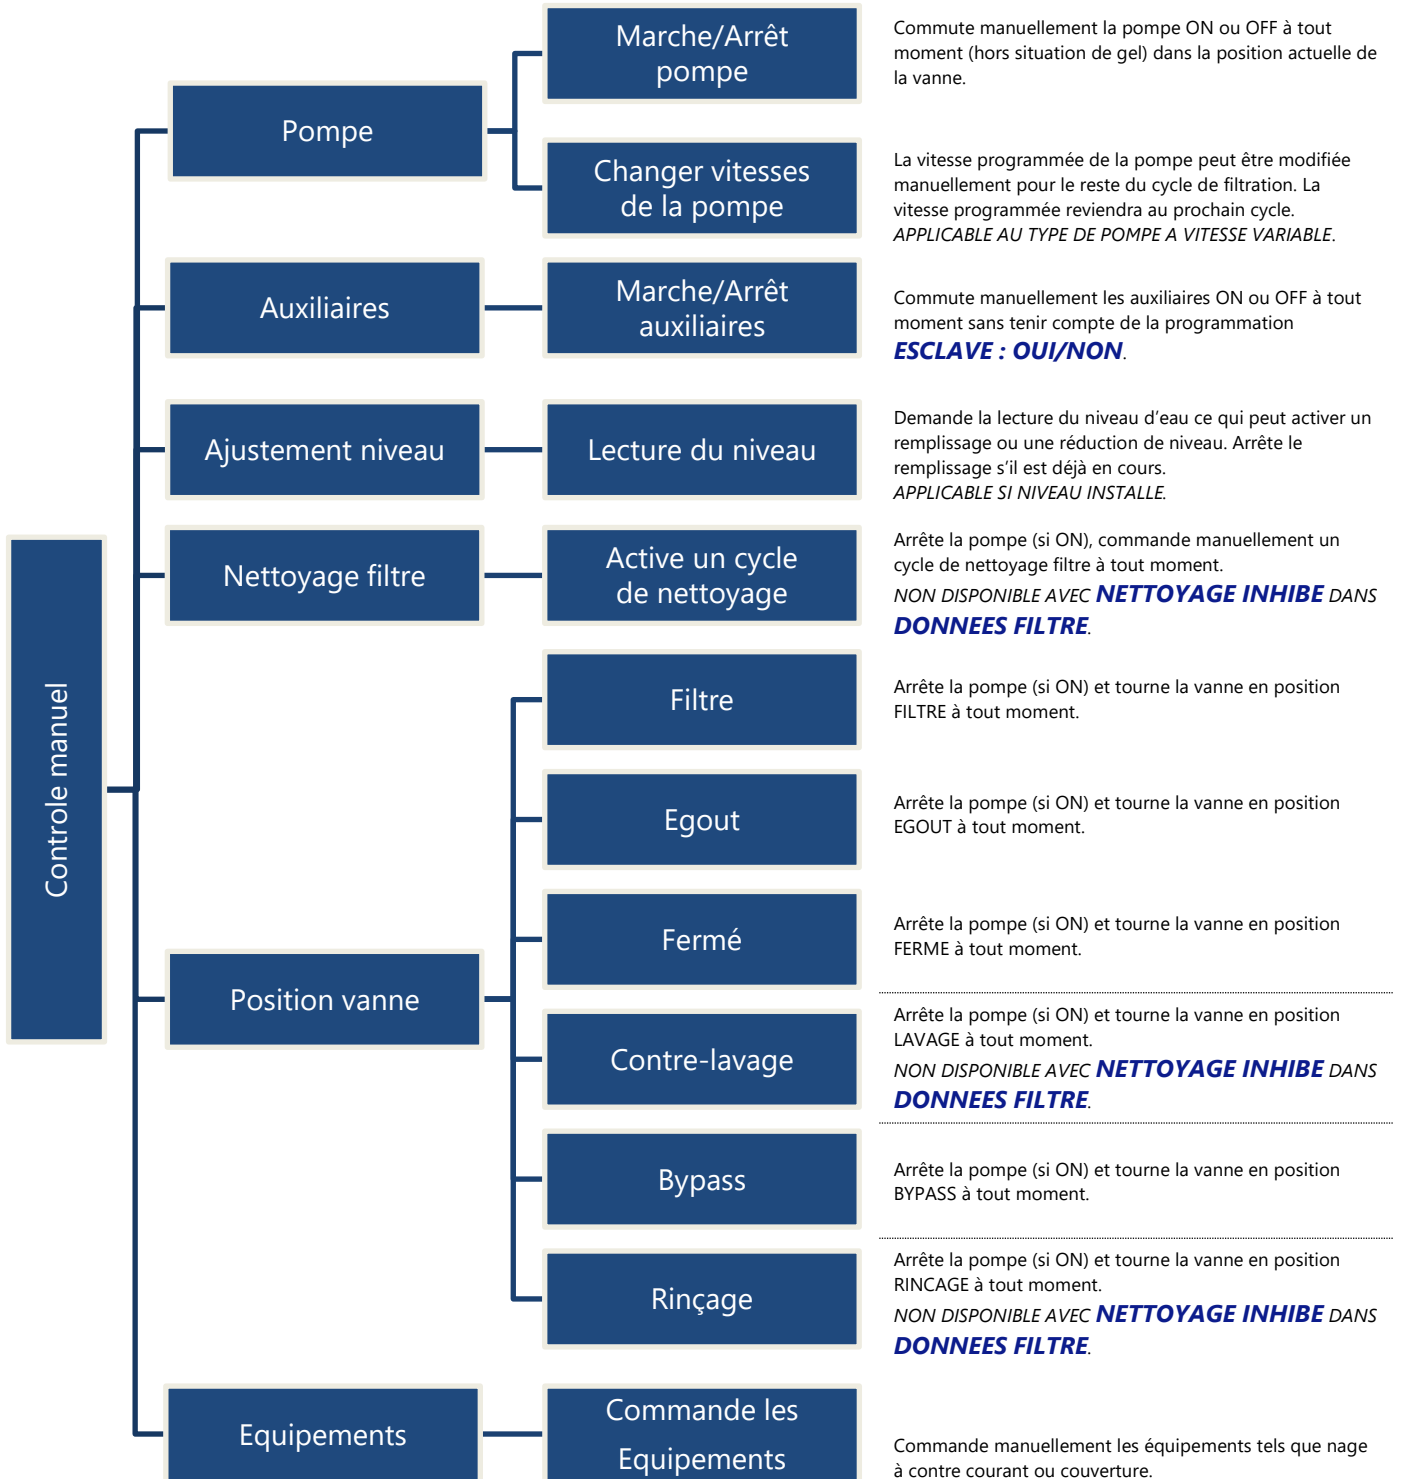 Controle manuel
Pompe
Marche/Arrêt
pompe
Commute manuellement la pompe ON ou OFF à tout
moment (hors situation de gel) dans la position actuelle de
la vanne.
Changer vitesses
de la pompe
La vitesse programmée de la pompe peut être modifiée
manuellement pour le reste du cycle de filtration. La
vitesse programmée reviendra au prochain cycle.
APPLICABLE AU TYPE DE POMPE A VITESSE VARIABLE.
Auxiliaires
Marche/Arrêt
auxiliaires
Commute manuellement les auxiliaires ON ou OFF à tout
moment sans tenir compte de la programmation
ESCLAVE : OUI/NON.
Ajustement niveau
Lecture du niveau
Demande la lecture du niveau d’eau ce qui peut activer un
remplissage ou une réduction de niveau. Arrête le
remplissage s’il est déjà en cours.
APPLICABLE SI NIVEAU INSTALLE.
Nettoyage filtre
Active un cycle
de nettoyage
Arrête la pompe (si ON), commande manuellement un
cycle de nettoyage filtre à tout moment.
NON DISPONIBLE AVEC NETTOYAGE INHIBE DANS
DONNEES FILTRE.
Position vanne
Filtre
Arrête la pompe (si ON) et tourne la vanne en position
FILTRE à tout moment.
Egout
Arrête la pompe (si ON) et tourne la vanne en position
EGOUT à tout moment.
Fermé
Arrête la pompe (si ON) et tourne la vanne en position
FERME à tout moment.
Contre-lavage
Arrête la pompe (si ON) et tourne la vanne en position
LAVAGE à tout moment.
NON DISPONIBLE AVEC NETTOYAGE INHIBE DANS
DONNEES FILTRE.
Bypass
Arrête la pompe (si ON) et tourne la vanne en position
BYPASS à tout moment.
Rinçage
Arrête la pompe (si ON) et tourne la vanne en position
RINCAGE à tout moment.
NON DISPONIBLE AVEC NETTOYAGE INHIBE DANS
DONNEES FILTRE.
Equipements
Commande les
Equipements
Commande manuellement les équipements tels que nage
à contre courant ou couverture.